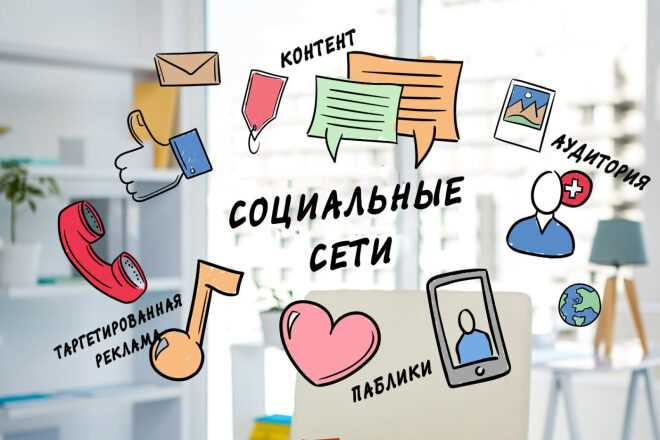 КОНТЕНТ
АУДИТОРИЯ
СОЦИАЛЬНЫЕ
СЕТИ
ТАРГЕТИРОВАННАЯ
РЕКЛАМА
ПАБЛИКИ